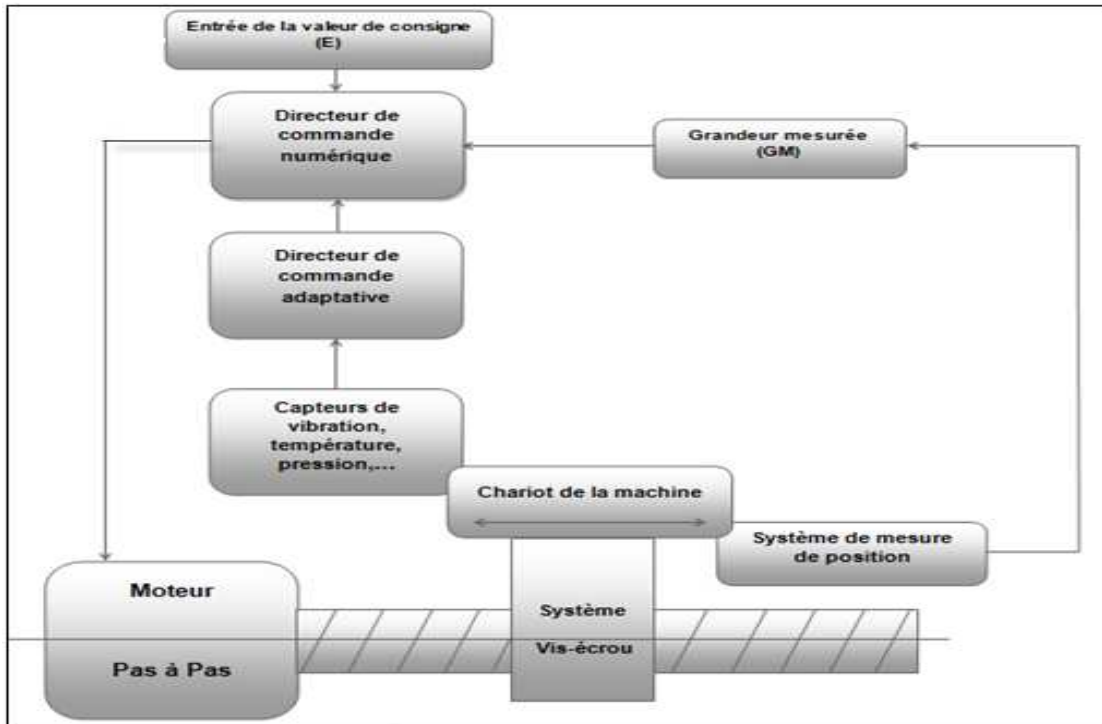 Entrée de la valeur de consigne
(E)
Directeur de
commande
numérique
Grandeur mesurée
(GM)
Directeur de
commande
adaptative
Capteurs de
vibration,
température,
pression,...
Chariot de la machine
Système de mesure
de position
Moteur
Pas à Pas
Système
Vis-écrou